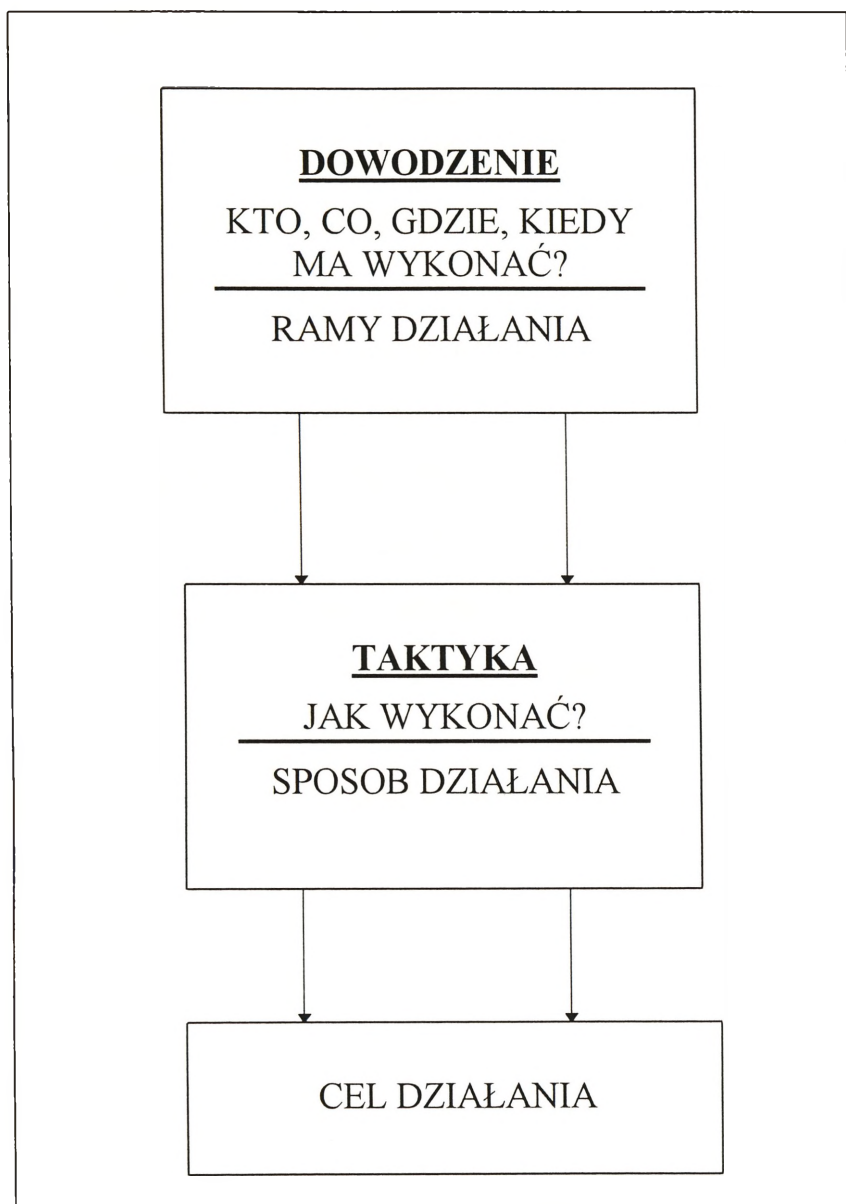 DOWODZENIE
KTO, CO, GDZIE, KIEDY
MA WYKONAĆ?
RAMY DZIAŁANIA
TAKTYKA
JAK WYKONAĆ?
SPOSOB DZIAŁANIA
CEL DZIAŁANIA